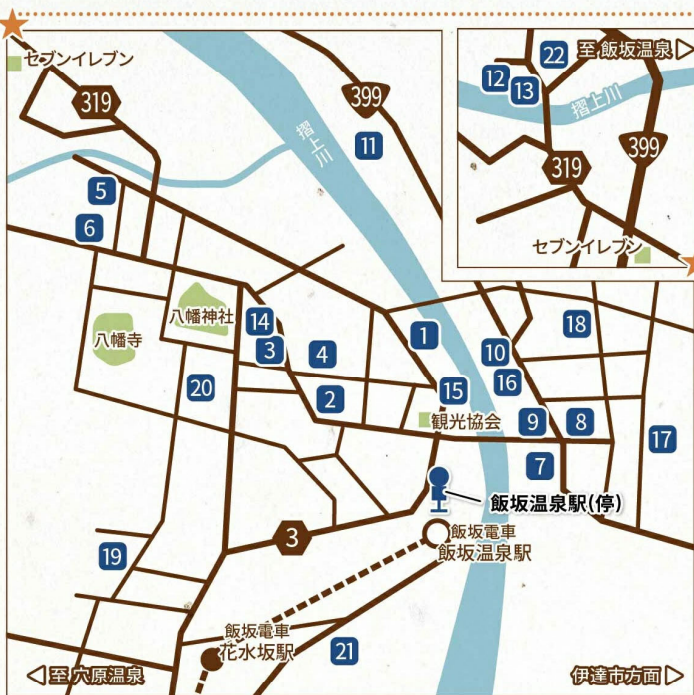 セブンイレブン
319
399
摺上川
11
22
至 飯坂温泉
12
13
摺上川
319
399
セブンイレブン
5
6
八幡神社
八幡寺
14
3
4
1
18
10
16
20
2
15
観光協会
9
8
17
7
飯坂温泉駅(停)
3
飯坂電車
飯坂温泉駅
19
飯坂電車
花水坂駅
21
至 穴原温泉
伊達市方面